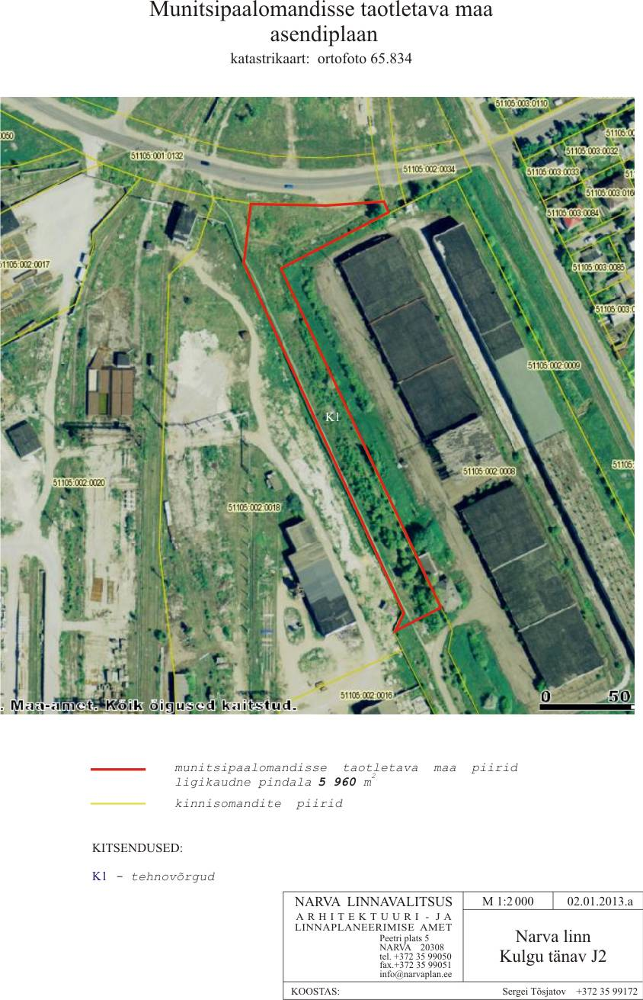 Munitsipaalomandisse taotletava maa
asendiplaan
katastrikaart: ortofoto 65.834
51105:003:0110
51105:001:0132
51105:002:0034
51105:003:0032
51105:003:0033
51105:003:0084
51105:002:0017
51105:003:0085
51105:002:0009
K1
51105:002:0008
51105:002:0020
51105:002:0018
51105:002:0016
. Maa-amet. Kõik õigused kaitstud.
0 50
munitsipaalomandisse taotletava maa piirid
ligikaudne pindala 5 960 m²
kinnisomandite piirid
KITSENDUSED:
K1 - tehnovõrgud
NARVA LINNAVALITSUS
ARHITEKTUURI- JA
LINNAPLANEERIMISE AMET
Peetri plats 5
NARVA 20308
tel. +372 35 99050
fax.+372 35 99051
info@narvaplan.ee
M 1:2 000
02.01.2013.a
Narva linn
Kulgu tänav J2
KOOSTAS:
Sergei Tõsjatov +372 35 99172